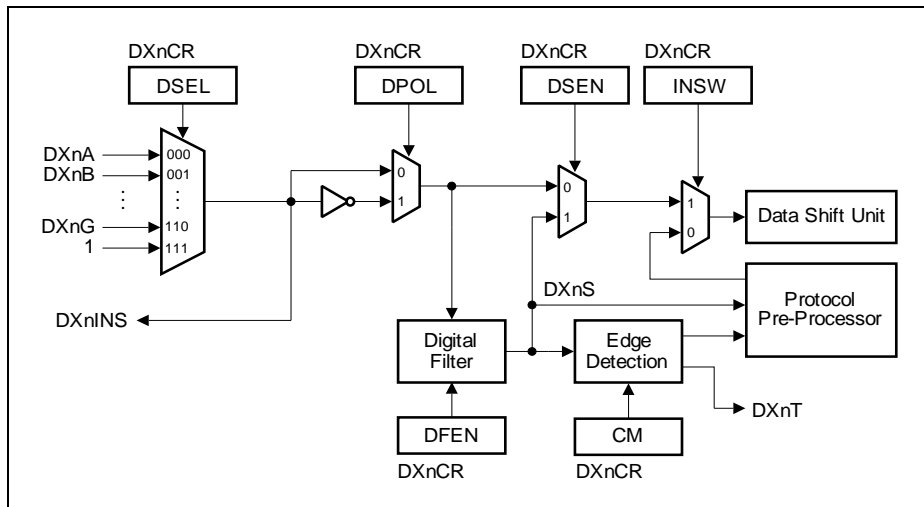 DXnCR
DXnCR
DXnCR
DXnCR
DSEL
DPOL
DSEN
INSW
DXnA
000
DXnB
001
0
0
1
Data Shift Unit
DXnG
110
1
1
0
1
111
DXnS
Protocol
Pre-Processor
DXnINS
Digital
Filter
Edge
Detection
DXnT
DFEN
CM
DXnCR
DXnCR